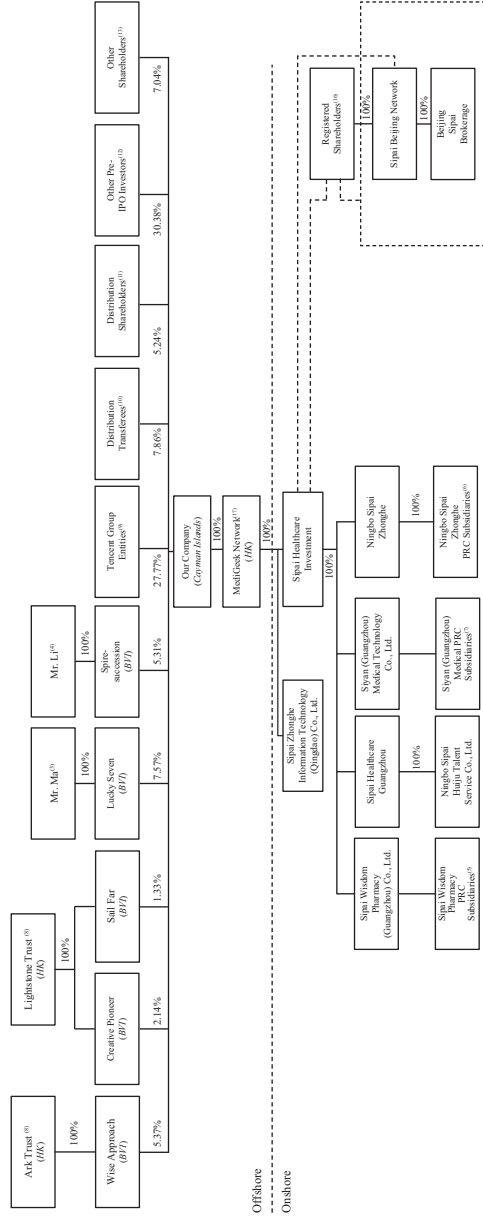 Ark Trust (8)
(HK)
Lightstone Trust (8)
(HK)
Mr. Ma(3)
Mr. Li(4)
100%
100%
100%
100%
Wise Approach
(BVI)
Creative Pioneer
(BVI)
Sail Far
(BVI)
Lucky Seven
(BVI)
Spire-
succession
(BVI)
Tencent Group
Entities(9)
Distribution
Transferees(10)
Distribution
Shareholders(11)
Other Pre-
IPO Investors(12)
Other
Shareholders(13)
5.37%
2.14%
1.33%
7.57%
5.31%
27.77%
7.86%
5.24%
30.38%
7.04%
Our Company
(Cayman Islands)
100%
MediGeek Network(17)
(HK)
100%
Offshore
Onshore
Sipai Zhonghe
Information Technology
(Qingdao) Co., Ltd.
Sipai Healthcare
Investment
Registered
Shareholders(16)
100%
100%
Sipai Beijing Network
100%
Beijing
Sipai
Brokerage
Sipai Wisdom
Pharmacy
(Guangzhou) Co., Ltd.
Sipai Healthcare
Guangzhou
Siyan (Guangzhou)
Medical Technology
Co., Ltd.
Ningbo Sipai
Zhonghe
100%
100%
Sipai Wisdom
Pharmacy
PRC
Subsidiaries(5)
Ningbo Sipai
Huiju Talent
Service Co., Ltd.
Siyan (Guangzhou)
Medical PRC
Subsidiaries(7)
Ningbo Sipai
Zhonghe
PRC Subsidiaries(6)